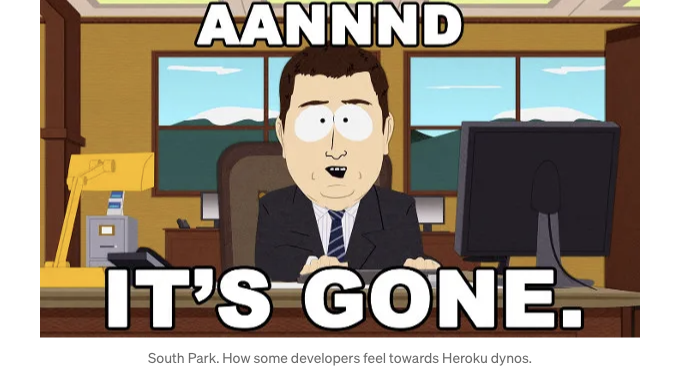 AANNND
IT'S GONE.
South Park. How some developers feel towards Heroku dynos.